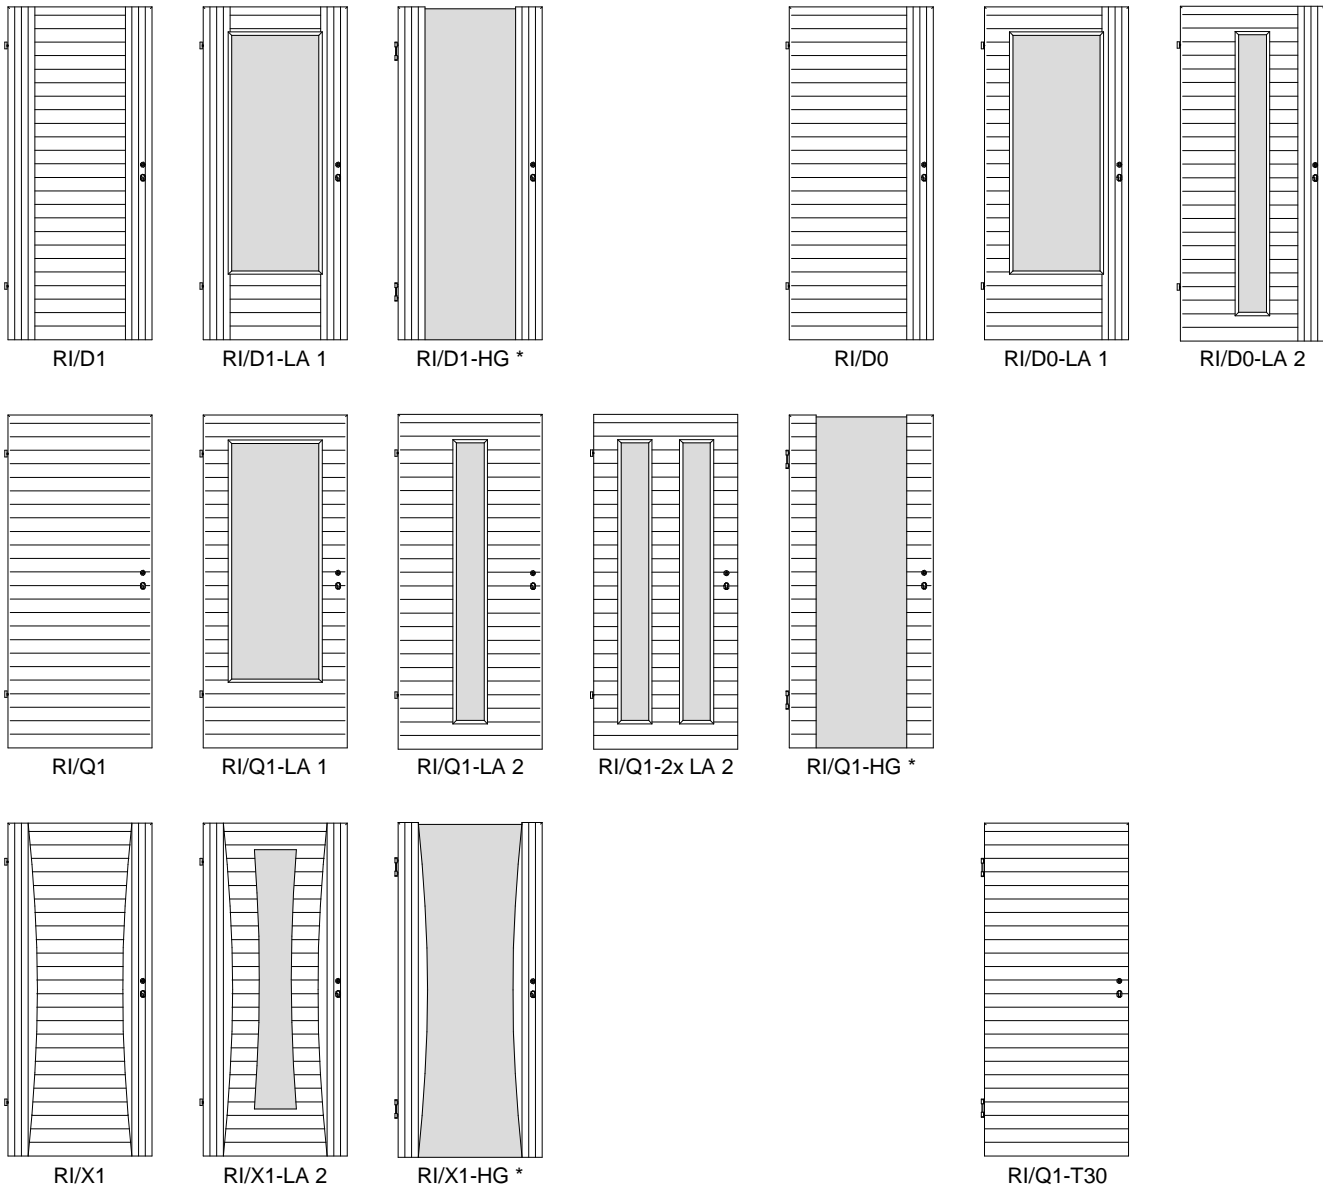 RI/D1
RI/D1-LA 1
RI/D1-HG *
RI/D0
RI/D0-LA 1
RI/D0-LA 2
RI/Q1
RI/Q1-LA 1
RI/Q1-LA 2
RI/Q1-2x LA 2
RI/Q1-HG *
RI/X1
RI/X1-LA 2
RI/X1-HG *
RI/Q1-T30